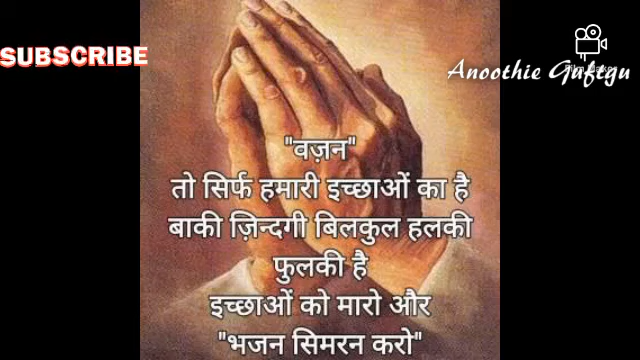 SUBSCRIBE
Anoothie Guftgu
"वज़न"
तो सिर्फ हमारी इच्छाओं का है
बाकी ज़िन्दगी बिलकुल हलकी
फुलकी है
इच्छाओं को मारो और
"भजन सिमरन करो"